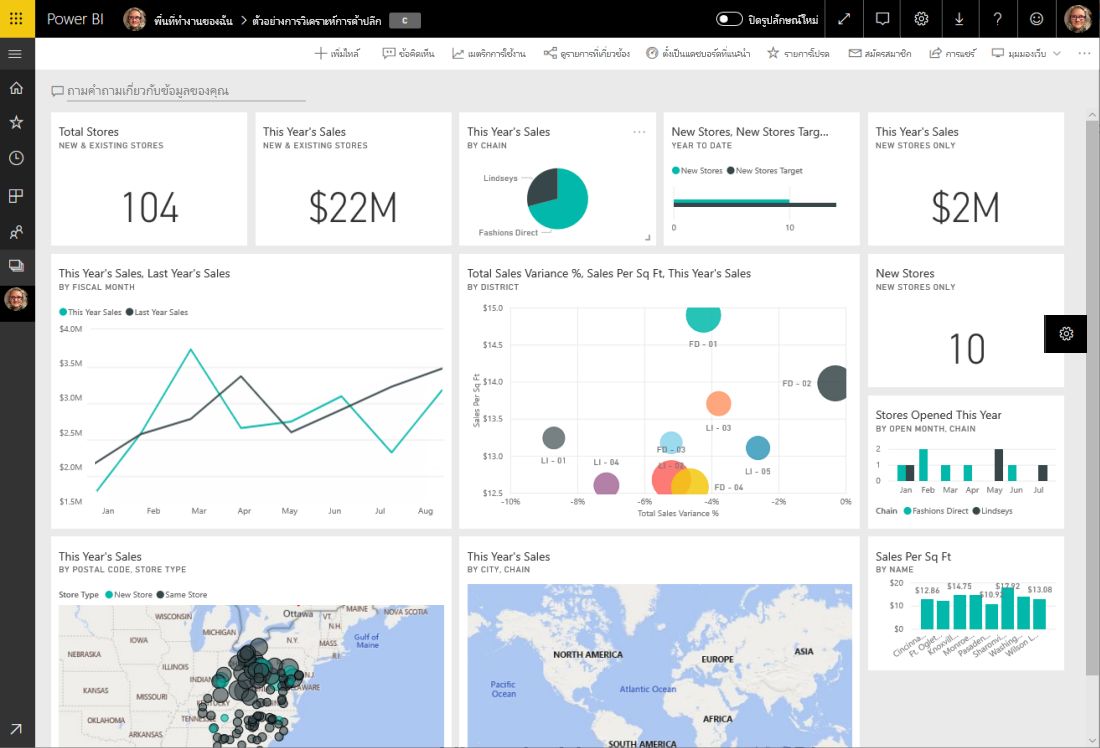 Power BI
พื้นที่ทำงานของฉัน > ตัวอย่างการวิเคราะห์การค้าปลีก
C
ปิดรูปลักษณ์ใหม่
?
เพิ่มไทล์
ข้อคิดเห็น
เมตริกการใช้งาน
ดูรายการที่เกี่ยวข้อง
ตั้งเป็นแดชบอร์ดที่แนะนำ
รายการโปรด
สมัครสมาชิก
การแชร์
มุมมองเว็บ
ถามคำถามเกี่ยวกับข้อมูลของคุณ
Total Stores
NEW & EXISTING STORES
104
This Year's Sales
NEW & EXISTING STORES
$22M
This Year's Sales
BY CHAIN
Lindseys
Fashions Direct
New Stores, New Stores Targ...
YEAR TO DATE
New Stores New Stores Target
0 10
This Year's Sales
NEW STORES ONLY
$2M
This Year's Sales, Last Year's Sales
BY FISCAL MONTH
This Year Sales Last Year Sales
$4.0M
$3.5M
$3.0M
$2.5M
$2.0M
$1.5M
Jan Feb Mar Apr May Jun Jul Aug
Total Sales Variance %, Sales Per Sq Ft, This Year's Sales
BY DISTRICT
Sales Per Sq Ft
$15.0
$14.5
$14.0
$13.5
$13.0
$12.5
FD - 01
FD - 02
LI - 03
FD - 03
LI - 01
LI - 04
LI - 02
LI - 05
FD - 04
-10% -8% -6% -4% -2% 0%
Total Sales Variance %
New Stores
NEW STORES ONLY
10
Stores Opened This Year
BY OPEN MONTH, CHAIN
2
1
0
Jan Feb Mar Apr May Jun Jul
Chain Fashions Direct Lindseys
This Year's Sales
BY POSTAL CODE, STORE TYPE
Store Type New Store Same Store
WISCONSIN
Ottawa
MAINE
VT.
NOVA SCOTIA
N.H.
MICHIGAN
Gulf of
Maine
IOWA
N.Y.
MASS.
NEBRASKA
R.I.
ILLINOIS
INDIAN
N.J.
KANSAS
MISSOURI
DELAWARE
OKLAHOMA
TENNES
ARKANSAS
This Year's Sales
BY CITY, CHAIN
NORTH AMERICA
EUROPE
ASIA
Pacific
Ocean
Atlantic Ocean
AFRICA
SOUTH AMERICA
Sales Per Sq Ft
BY NAME
$20
$10
$0
$12.86
$14.75
$10.92
$17.92
$13.08
Cincinna...
Ft. Oglet...
Knoxvill...
Monroe...
Pasaden...
Sharonvi...
Washing...
Wilson L...